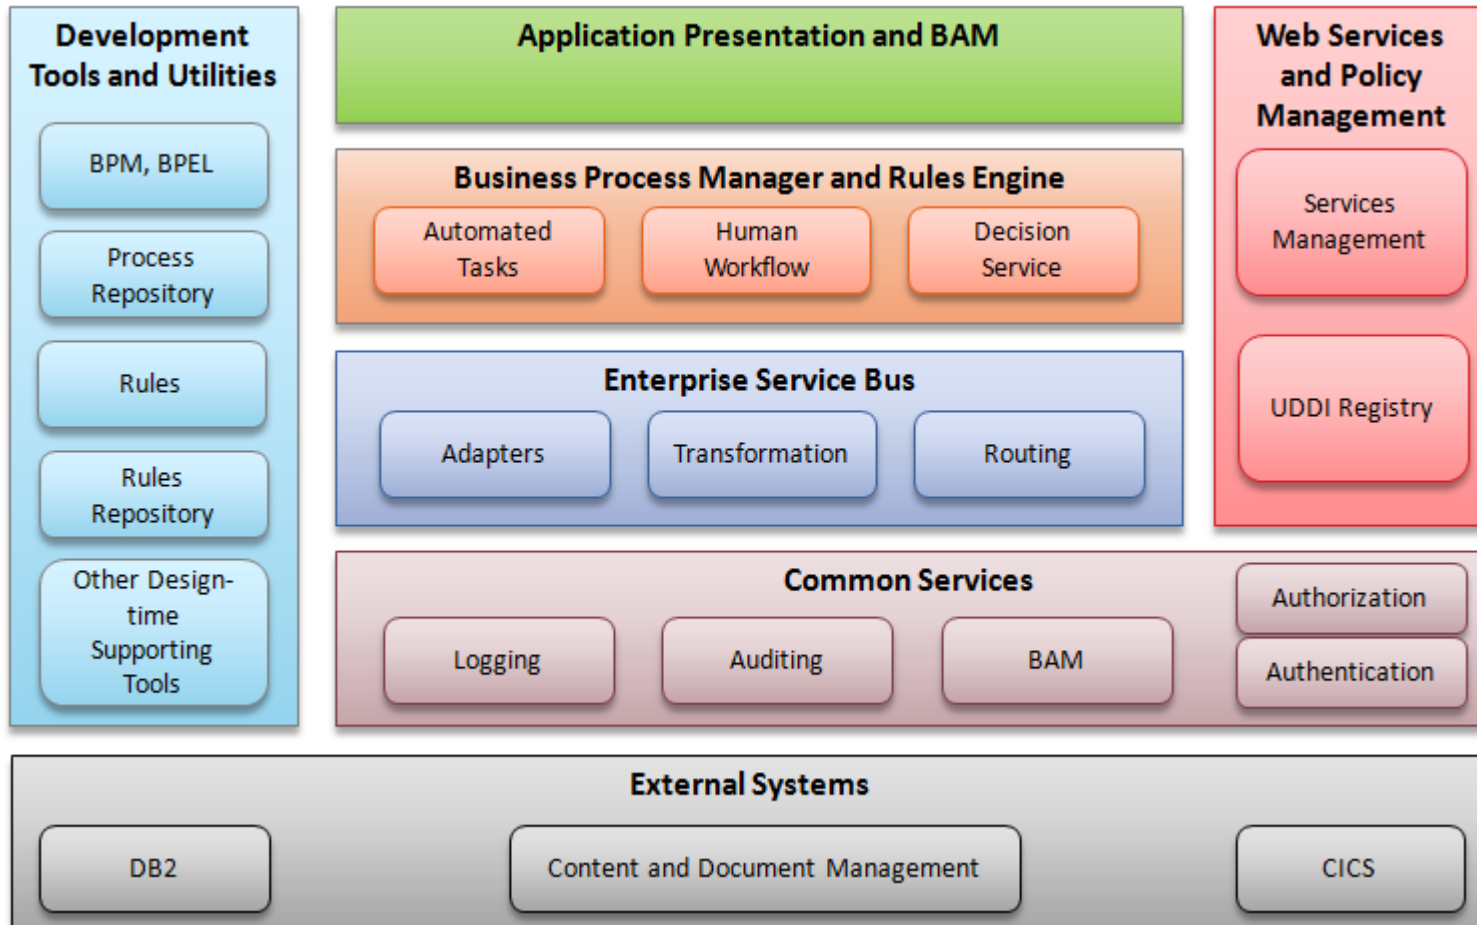 Development
Tools and Utilities
BPM, BPEL
Process
Repository
Rules
Rules
Repository
Other Design-
time
Supporting
Tools
Application Presentation and BAM
Business Process Manager and Rules Engine
Automated
Tasks
Human
Workflow
Decision
Service
Enterprise Service Bus
Adapters
Transformation
Routing
Web Services
and Policy
Management
Services
Management
UDDI Registry
Common Services
Logging
Auditing
BAM
Authorization
Authentication
External Systems
DB2
Content and Document Management
CICS